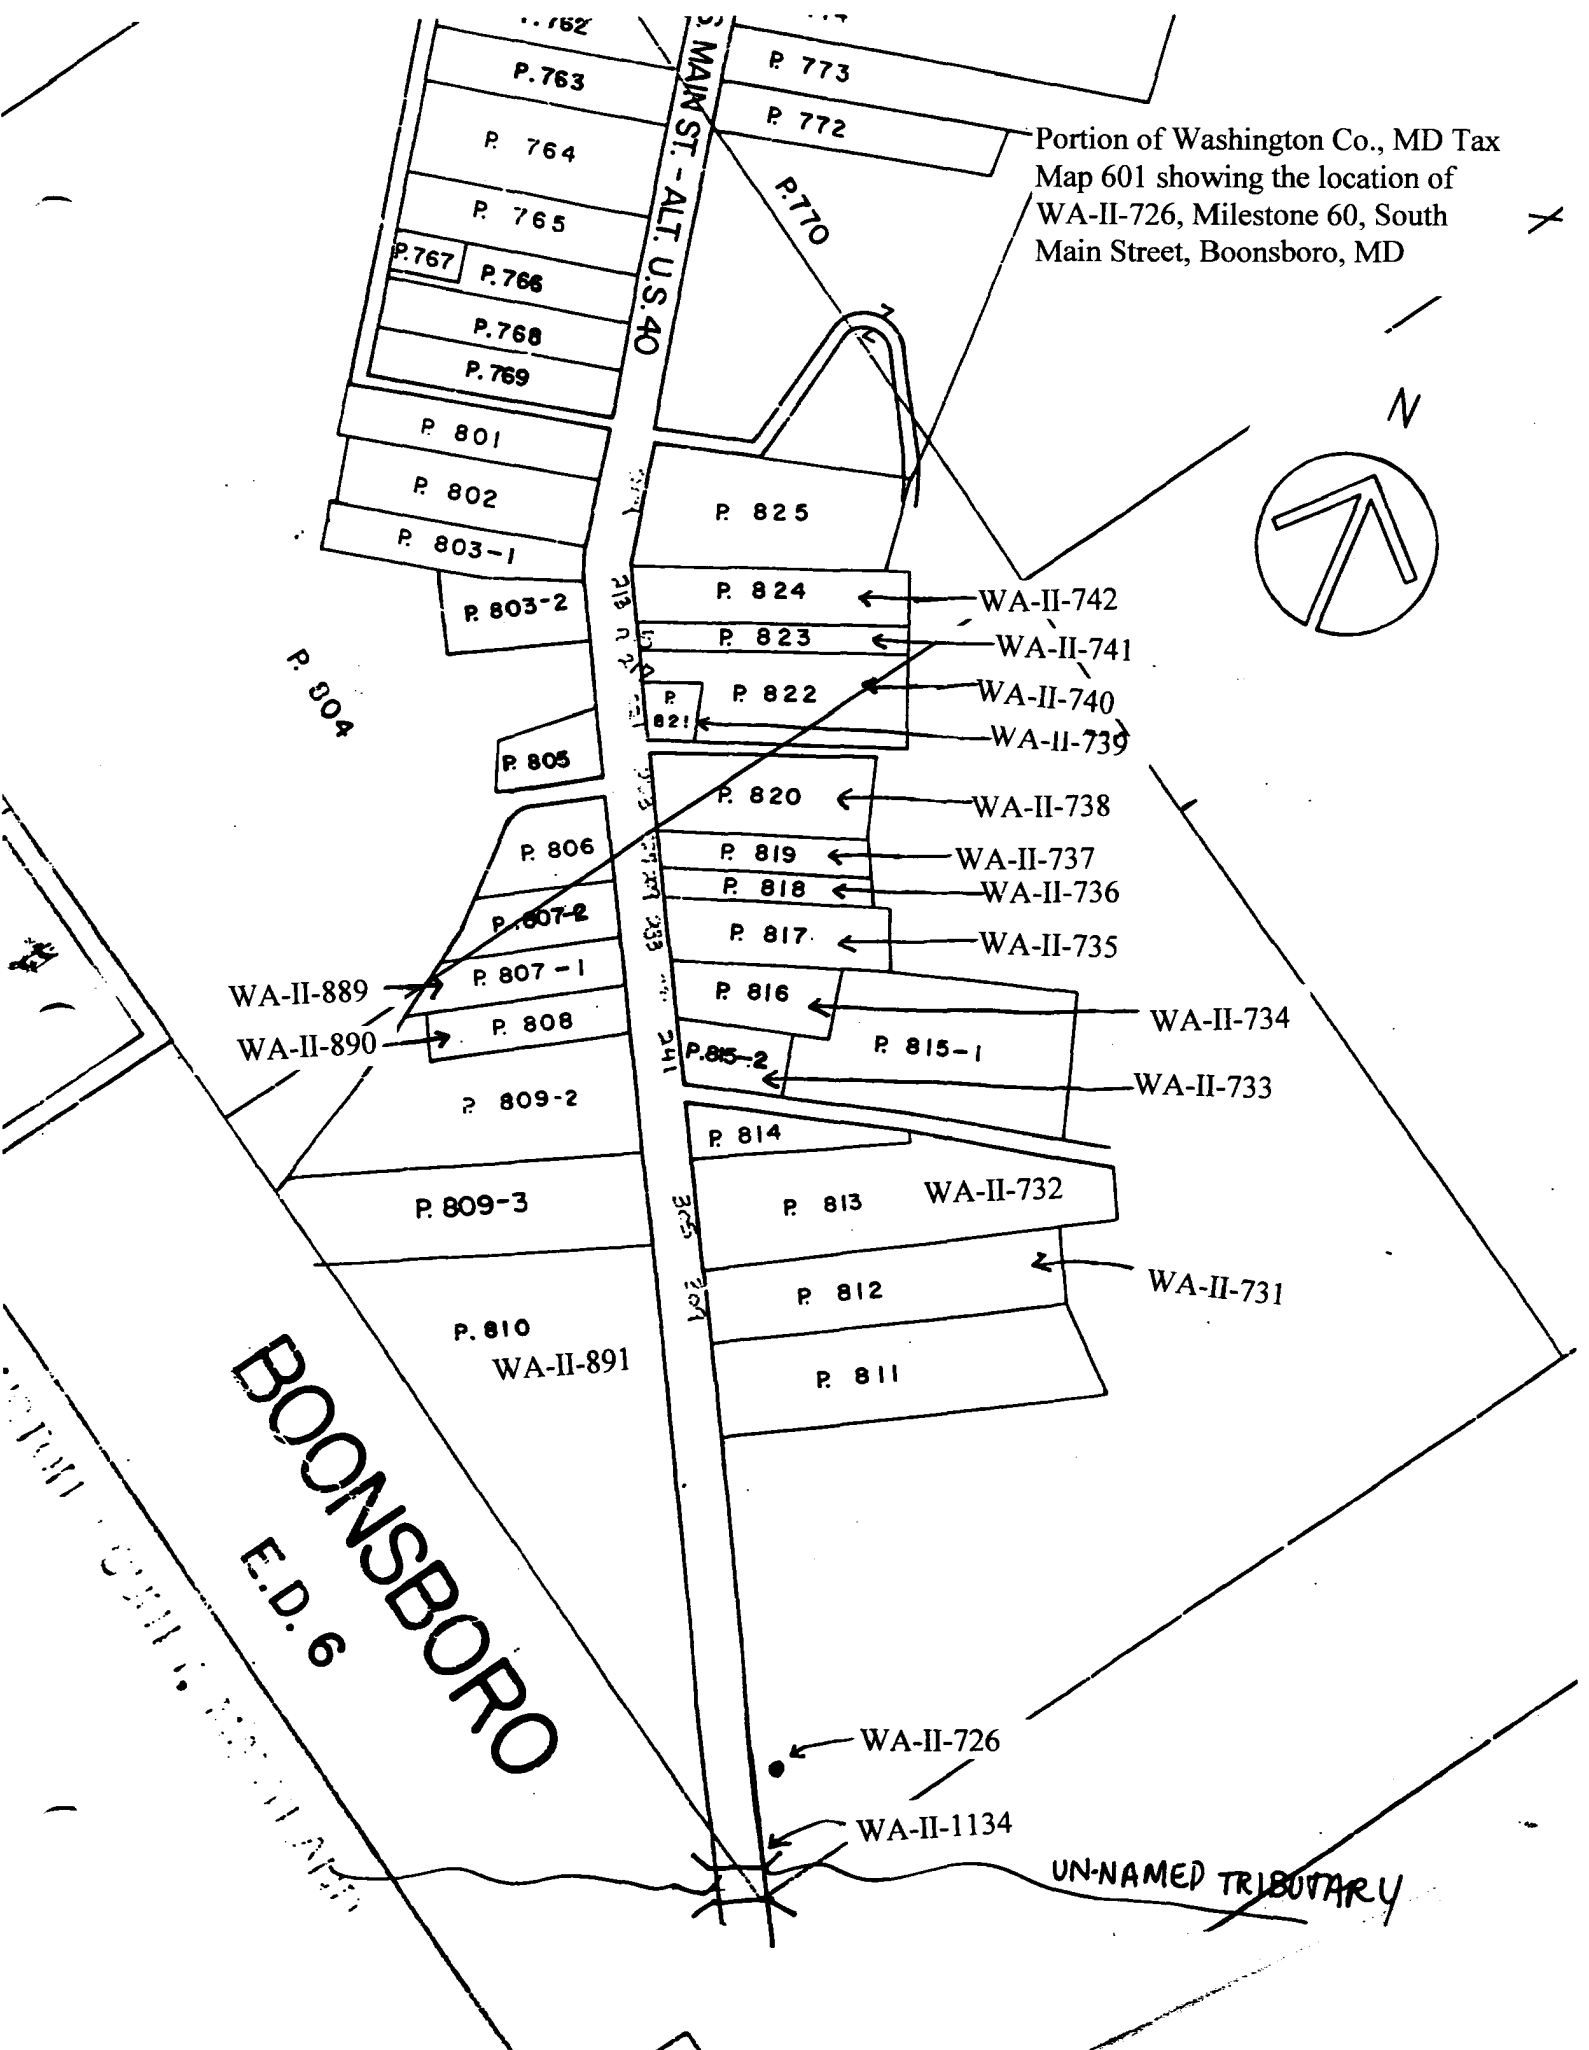 P. 763
P. 773
P. 764
P. 772
S. MAIN ST. - ALT. U.S. 40
Portion of Washington Co., MD Tax
Map 601 showing the location of
WA-II-726, Milestone 60, South
Main Street, Boonsboro, MD
P. 765
P. 770
P. 767
P. 766
P. 768
P. 769
N
P. 801
P. 802
P. 825
P. 803-1
P. 803-2
213
P. 824
WA-II-742
P. 823
WA-II-741
P. 804
P. 822
WA-II-740
P. 821
WA-II-739
P. 805
P. 820
WA-II-738
P. 806
P. 819
WA-II-737
P. 818
WA-II-736
P. 807-2
233
P. 817
WA-II-735
WA-II-889
P. 807-1
P. 816
WA-II-734
WA-II-890
P. 808
241
P. 815-2
P. 815-1
WA-II-733
P. 809-2
P. 814
P. 809-3
P. 813
WA-II-732
P. 812
WA-II-731
P. 810
WA-II-891
P. 811
BOONSBORO
E.D. 6
WA-II-726
WA-II-1134
UN-NAMED TRIBUTARY